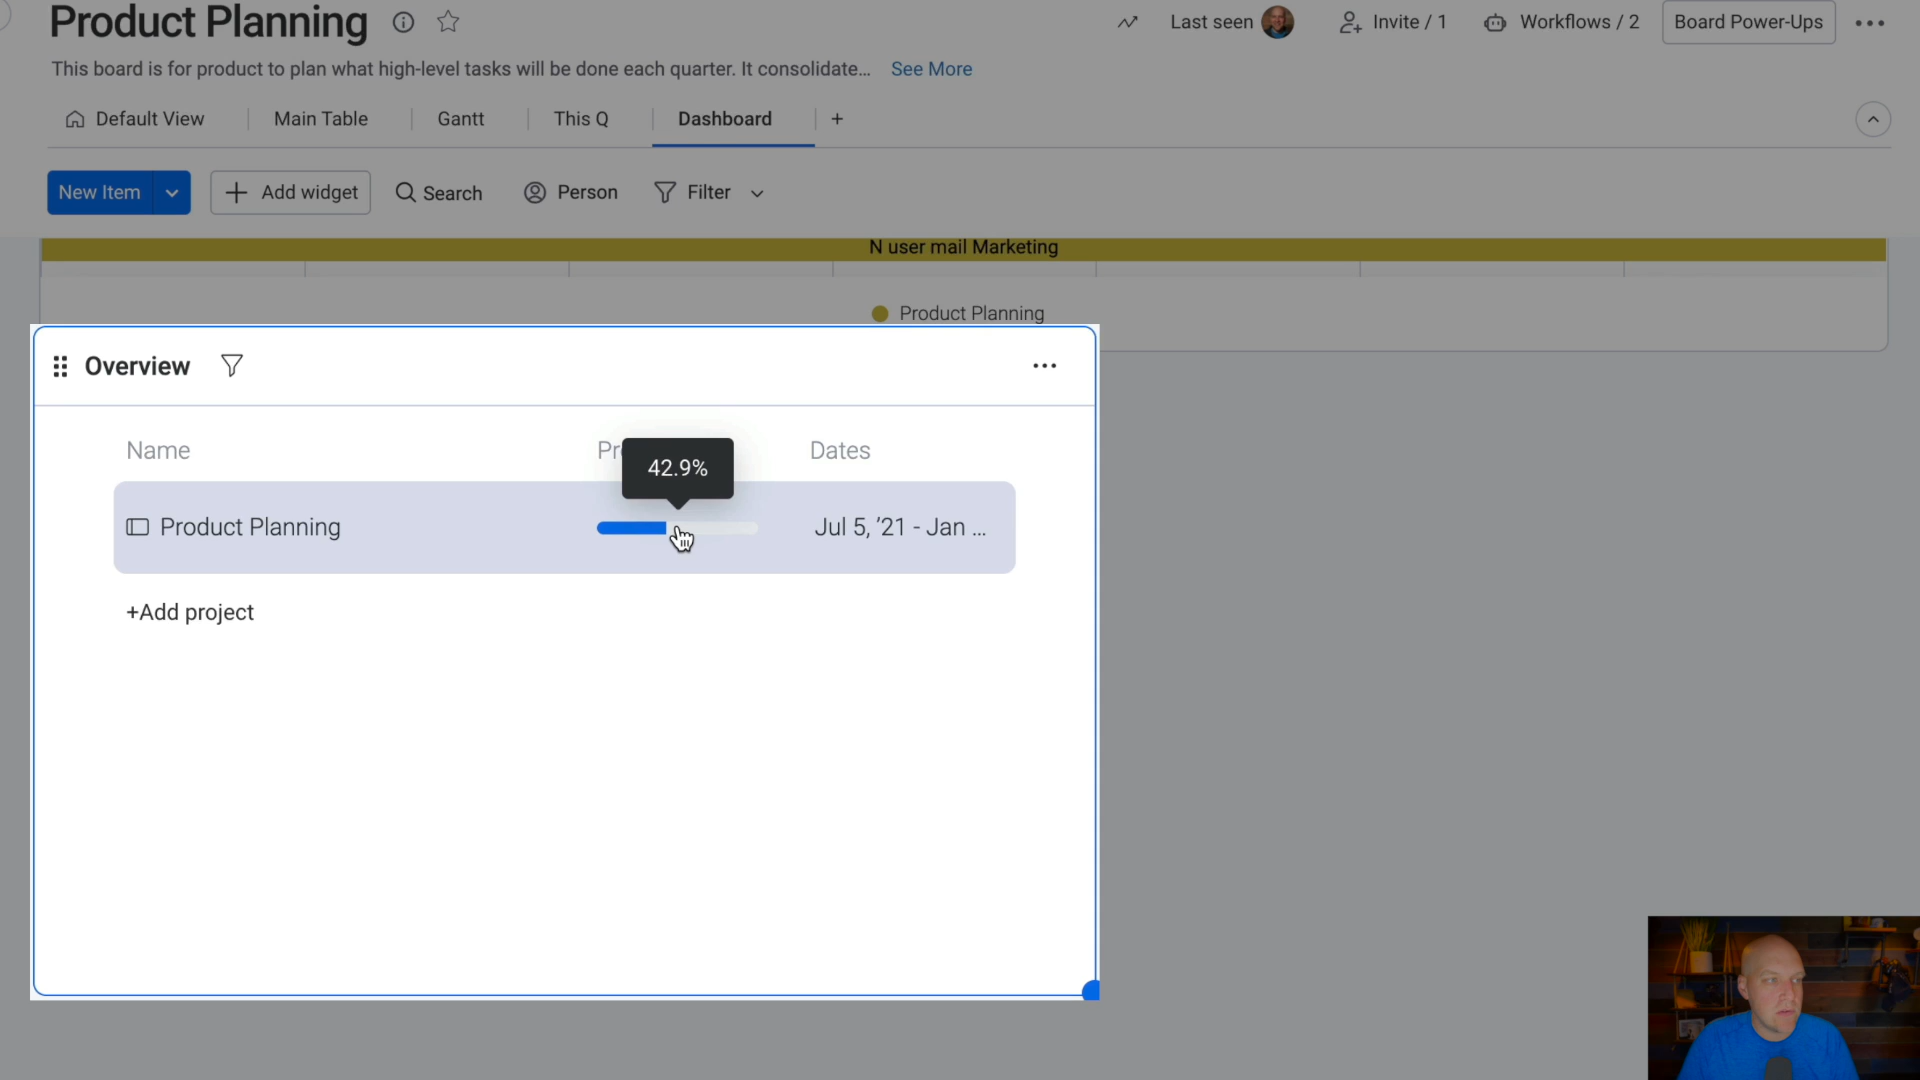 Product Planning
Last seen
Invite / 1
Workflows / 2
Board Power-Ups
This board is for product to plan what high-level tasks will be done each quarter. It consolidate... See More
Default View
Main Table
Gantt
This Q
Dashboard
New Item
Add widget
Search
Person
Filter
N user mail Marketing
Product Planning
Overview
Name
Dates
42.9%
Product Planning
Jul 5, '21 - Jan ...
+Add project